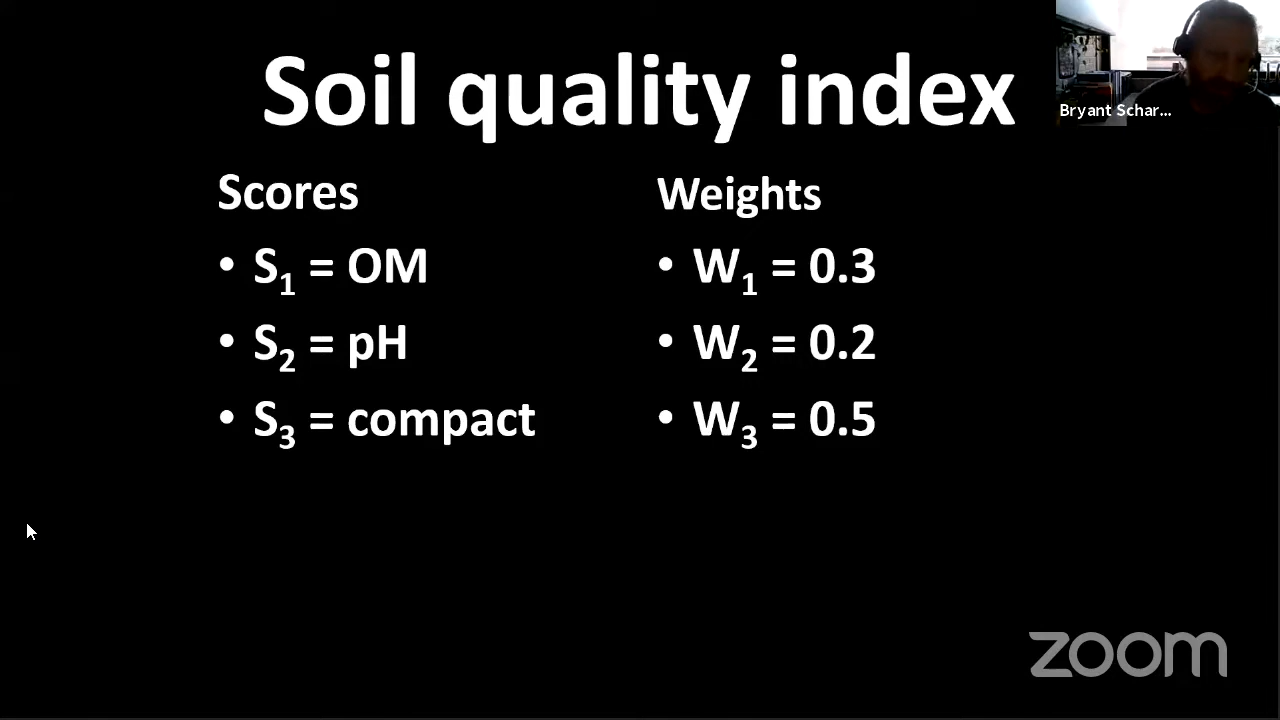 Soil quality index
Bryant Schar...
Scores
• S₁ = OM
• S₂ = pH
• S₃ = compact
Weights
• W₁ = 0.3
• W₂ = 0.2
• W₃ = 0.5
zoom